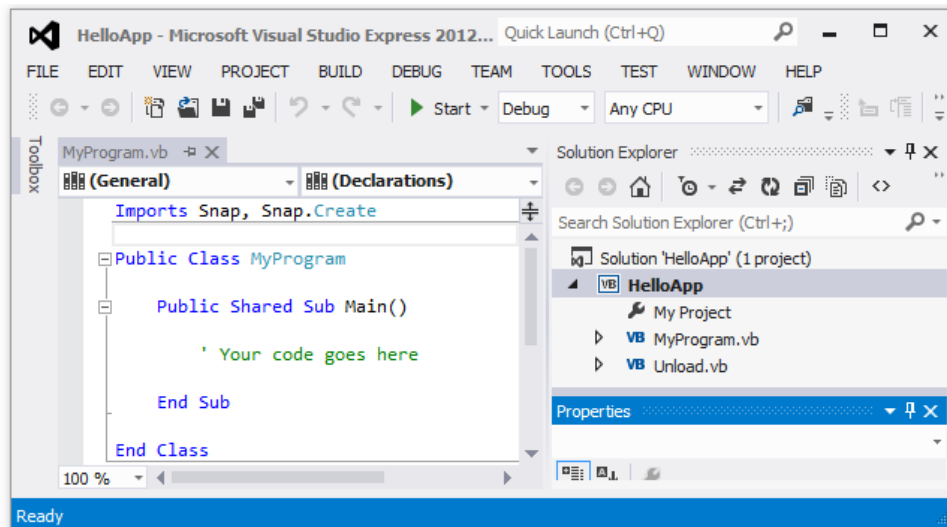 HelloApp - Microsoft Visual Studio Express 2012... Quick Launch (Ctrl+Q)
FILE EDIT VIEW PROJECT BUILD DEBUG TEAM TOOLS TEST WINDOW HELP
Start Debug Any CPU
Toolbox
MyProgram.vb
(General) (Declarations)
Imports Snap, Snap.Create
Public Class MyProgram
Public Shared Sub Main()
' Your code goes here
End Sub
End Class
100 %
Solution Explorer
Search Solution Explorer (Ctrl+;)
Solution 'HelloApp' (1 project)
VB HelloApp
My Project
VB MyProgram.vb
VB Unload.vb
Properties
Ready